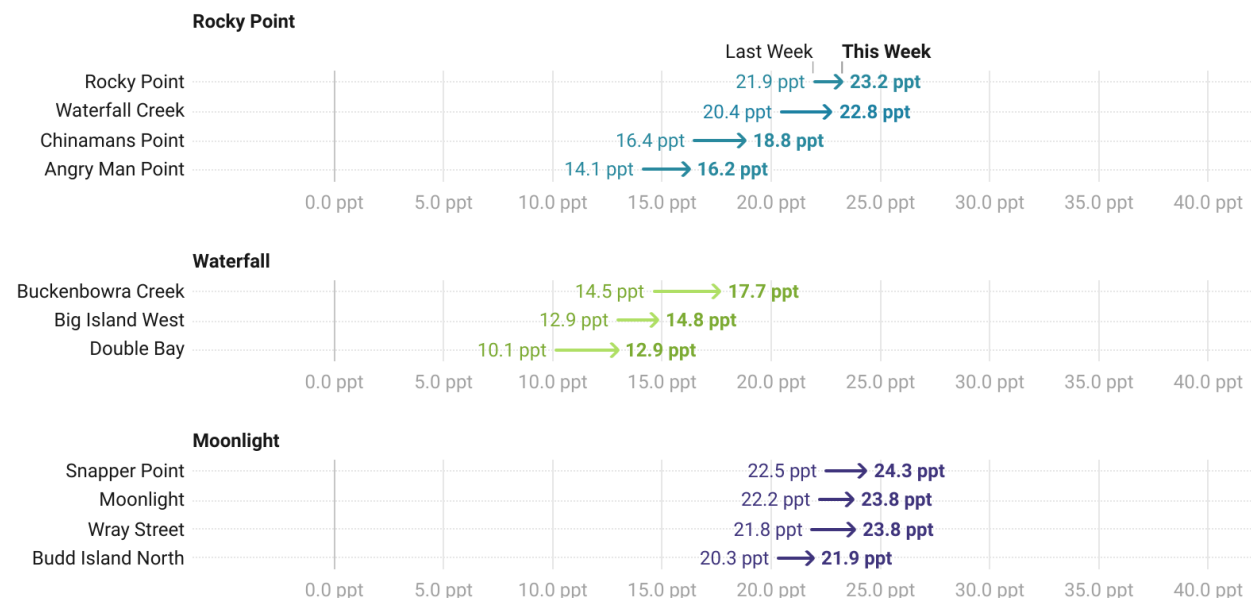 Rocky Point
Last Week This Week
Rocky Point 21.9 ppt 23.2 ppt
Waterfall Creek 20.4 ppt 22.8 ppt
Chinamans Point 16.4 ppt 18.8 ppt
Angry Man Point 14.1 ppt 16.2 ppt
0.0 ppt 5.0 ppt 10.0 ppt 15.0 ppt 20.0 ppt 25.0 ppt 30.0 ppt 35.0 ppt 40.0 ppt
Waterfall
Buckenbowra Creek 14.5 ppt 17.7 ppt
Big Island West 12.9 ppt 14.8 ppt
Double Bay 10.1 ppt 12.9 ppt
0.0 ppt 5.0 ppt 10.0 ppt 15.0 ppt 20.0 ppt 25.0 ppt 30.0 ppt 35.0 ppt 40.0 ppt
Moonlight
Snapper Point 22.5 ppt 24.3 ppt
Moonlight 22.2 ppt 23.8 ppt
Wray Street 21.8 ppt 23.8 ppt
Budd Island North 20.3 ppt 21.9 ppt
0.0 ppt 5.0 ppt 10.0 ppt 15.0 ppt 20.0 ppt 25.0 ppt 30.0 ppt 35.0 ppt 40.0 ppt